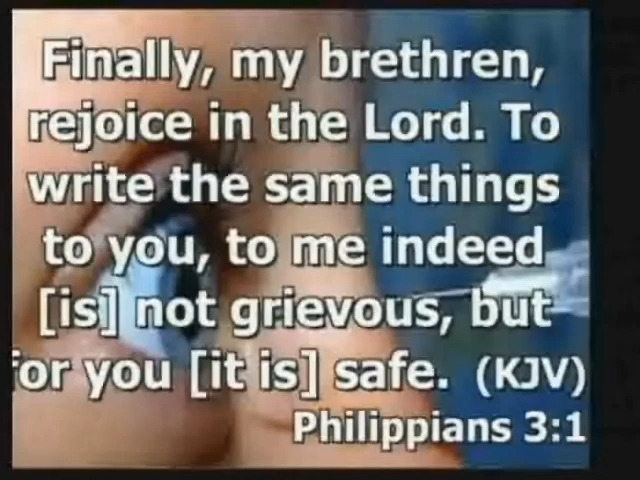 Finally, my brethren,
rejoice in the Lord. To
write the same things
to you, to me indeed
[is] not grievous, but
for you [it is] safe. (KJV)
Philippians 3:1